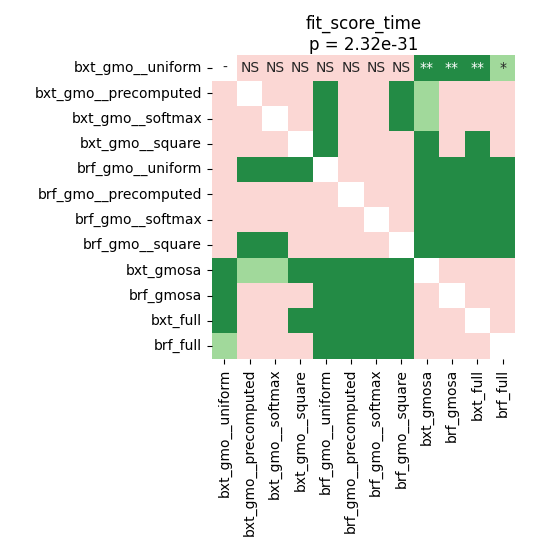 fit_score_time
p = 2.32e-31
bxt_gmo__uniform - NS NS NS NS NS NS NS ** ** ** *
bxt_gmo__precomputed
bxt_gmo__softmax
bxt_gmo__square
brf_gmo__uniform
brf_gmo__precomputed
brf_gmo__softmax
brf_gmo__square
bxt_gmosa
brf_gmosa
bxt_full
brf_full
bxt_gmo__uniform
bxt_gmo__precomputed
bxt_gmo__softmax
bxt_gmo__square
brf_gmo__uniform
brf_gmo__precomputed
brf_gmo__softmax
brf_gmo__square
bxt_gmosa
brf_gmosa
bxt_full
brf_full